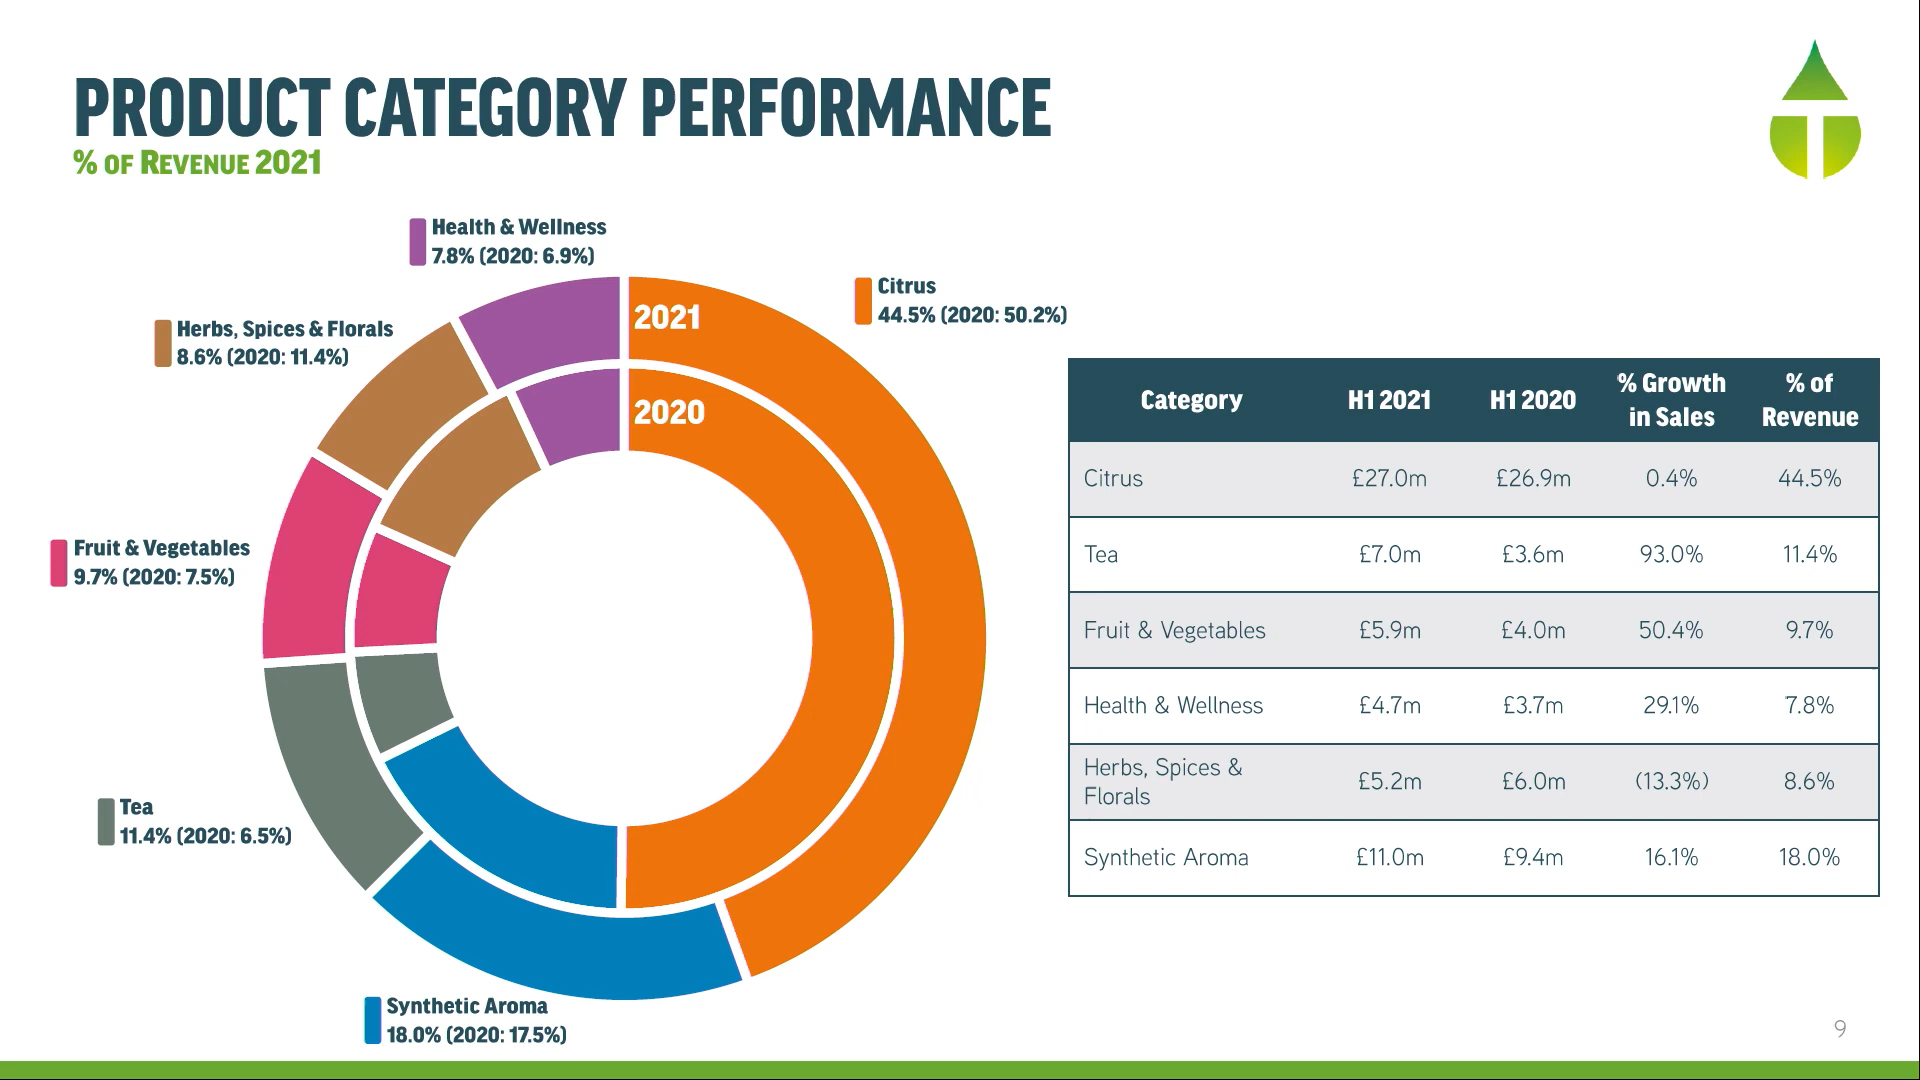 PRODUCT CATEGORY PERFORMANCE
% OF REVENUE 2021
Health & Wellness
7.8% (2020: 6.9%)
Citrus
44.5% (2020: 50.2%)
Herbs, Spices & Florals
8.6% (2020: 11.4%)
2021
2020
Fruit & Vegetables
9.7% (2020: 7.5%)
Tea
11.4% (2020: 6.5%)
Synthetic Aroma
18.0% (2020: 17.5%)
Category H1 2021 H1 2020 % Growth in Sales % of Revenue
Citrus £27.0m £26.9m 0.4% 44.5%
Tea £7.0m £3.6m 93.0% 11.4%
Fruit & Vegetables £5.9m £4.0m 50.4% 9.7%
Health & Wellness £4.7m £3.7m 29.1% 7.8%
Herbs, Spices & Florals £5.2m £6.0m (13.3%) 8.6%
Synthetic Aroma £11.0m £9.4m 16.1% 18.0%
9